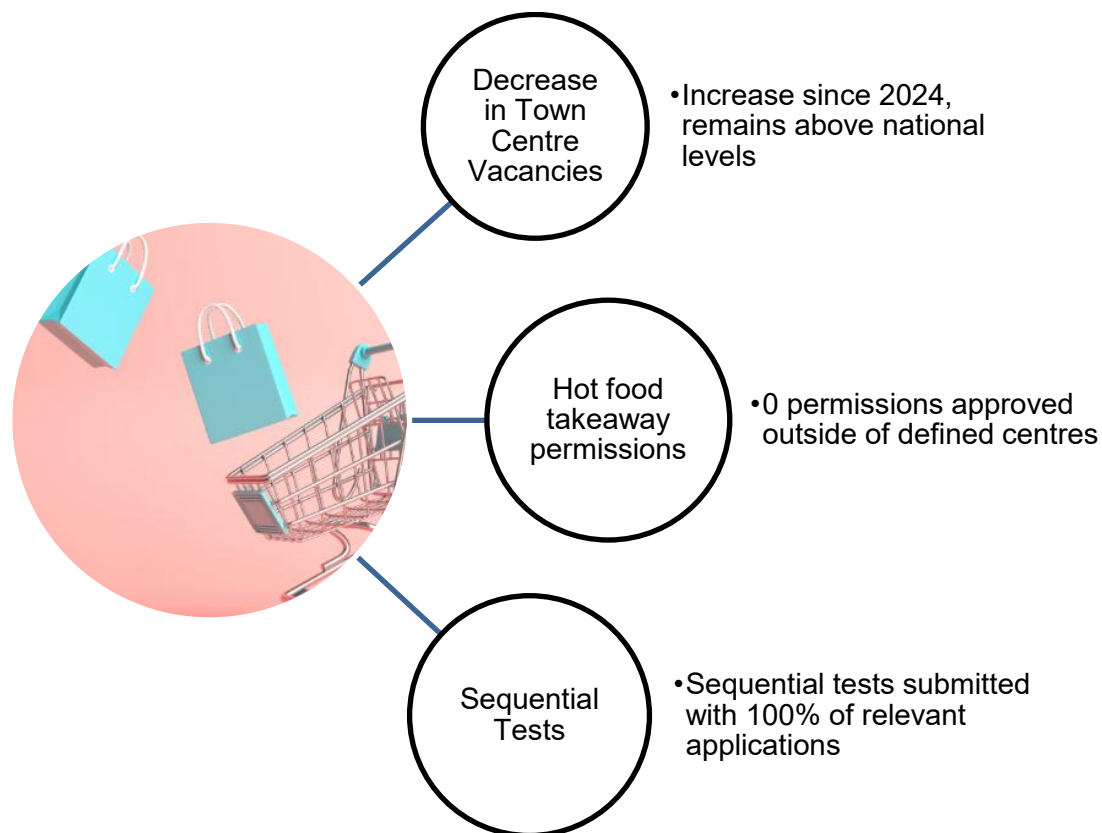 Decrease
in Town
Centre
Vacancies
•Increase since 2024,
remains above national
levels
Hot food
takeaway
permissions
•0 permissions approved
outside of defined centres
Sequential
Tests
•Sequential tests submitted
with 100% of relevant
applications